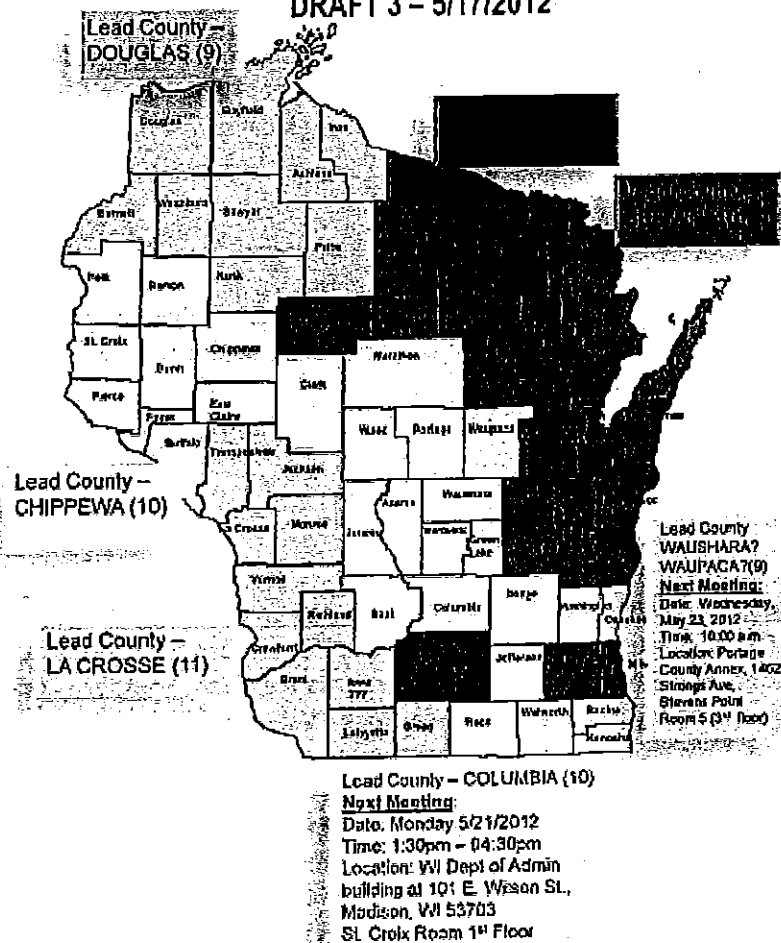 DRAFT 3 – 5/17/2012
Lead County –
DOUGLAS (9)
Douglas
Bayfield
Iron
Ashland
Burnett
Washburn
Sawyer
Price
Polk
Barron
Rusk
St. Croix
Dunn
Chippewa
Marathon
Clark
Pierce
Pepin
Eau
Claire
Wood
Portage
Waupaca
Buffalo
Trempealeau
Jackson
Lead County –
CHIPPEWA (10)
La Crosse
Monroe
Juneau
Adams
Waushara
Marquette
Green
Lake
Lead County
WAUSHARA?
WAUPACA?(9)
Next Meeting:
Date: Wednesday,
May 23, 2012
Time: 10:00 a.m
Location: Portage
County Annex, 1462
Strongs Ave,
Stevens Point
Room 5 (3rd floor)
Vernon
Richland
Sauk
Columbia
Dodge
Washington
Ozaukee
Lead County –
LA CROSSE (11)
Crawford
Grant
Iowa
???
Jefferson
Lafayette
Green
Rock
Walworth
Racine
Kenosha
Lead County – COLUMBIA (10)
Next Meeting:
Date: Monday 5/21/2012
Time: 1:30pm – 04:30pm
Location: WI Dept of Admin
building at 101 E. Wilson St.,
Madison, WI 53703
St. Croix Room 1st Floor